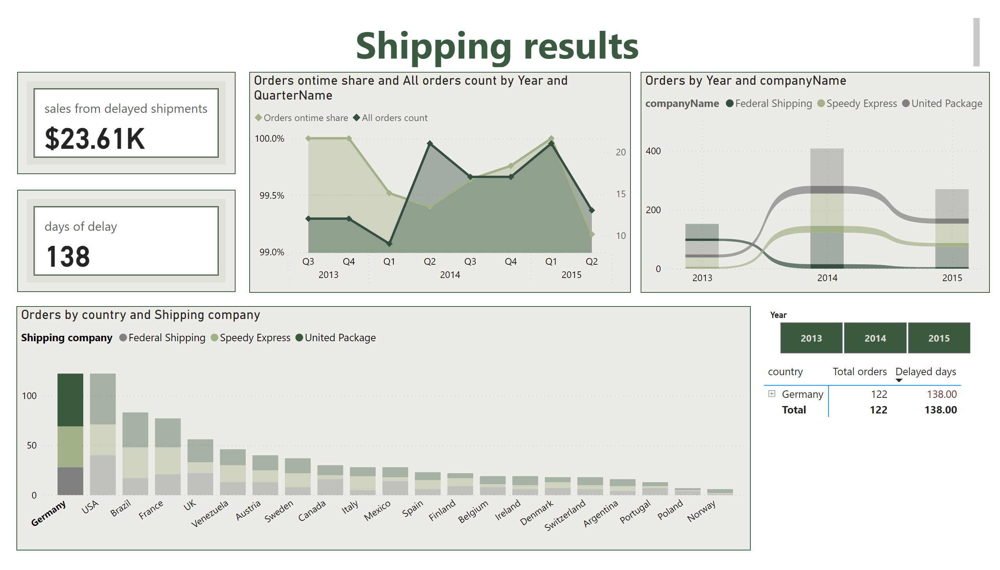 Shipping results
sales from delayed shipments
$23.61K
days of delay
138
Orders ontime share and All orders count by Year and
QuarterName
Orders ontime share All orders count
100.0%
99.5%
99.0%
20
15
10
Q3 Q4 Q1 Q2 Q3 Q4 Q1 Q2
2013 2014 2015
Orders by Year and companyName
companyName Federal Shipping Speedy Express United Package
400
200
0
2013 2014 2015
Orders by country and Shipping company
Shipping company Federal Shipping Speedy Express United Package
100
50
0
Germany USA Brazil France UK Venezuela Austria Sweden Canada Italy Mexico Spain Finland Belgium Ireland Denmark Switzerland Argentina Portugal Poland Norway
Year
2013 2014 2015
country Total orders Delayed days
Germany 122 138.00
Total 122 138.00